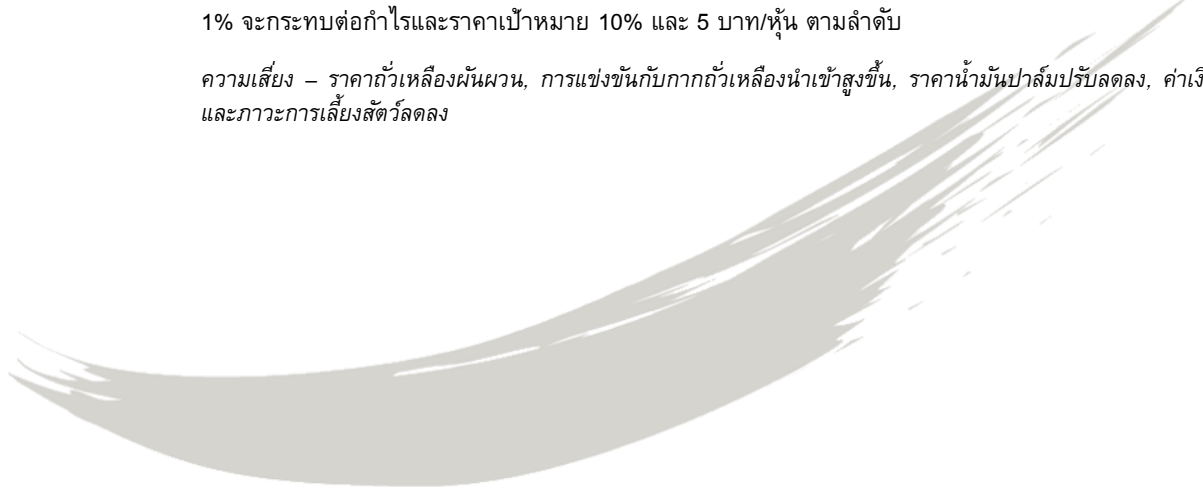 1% จะกระทบต่อกำไรและราคาเป้าหมาย 10% และ 5 บาท/หุ้น ตามลำดับ
ความเสี่ยง – ราคาถั่วเหลืองผันผวน, การแข่งขันกับกากถั่วเหลืองนำเข้าสูงขึ้น, ราคาน้ำมันปาล์มปรับลดลง,
และภาวะการเลี้ยงสัตว์ลดลง